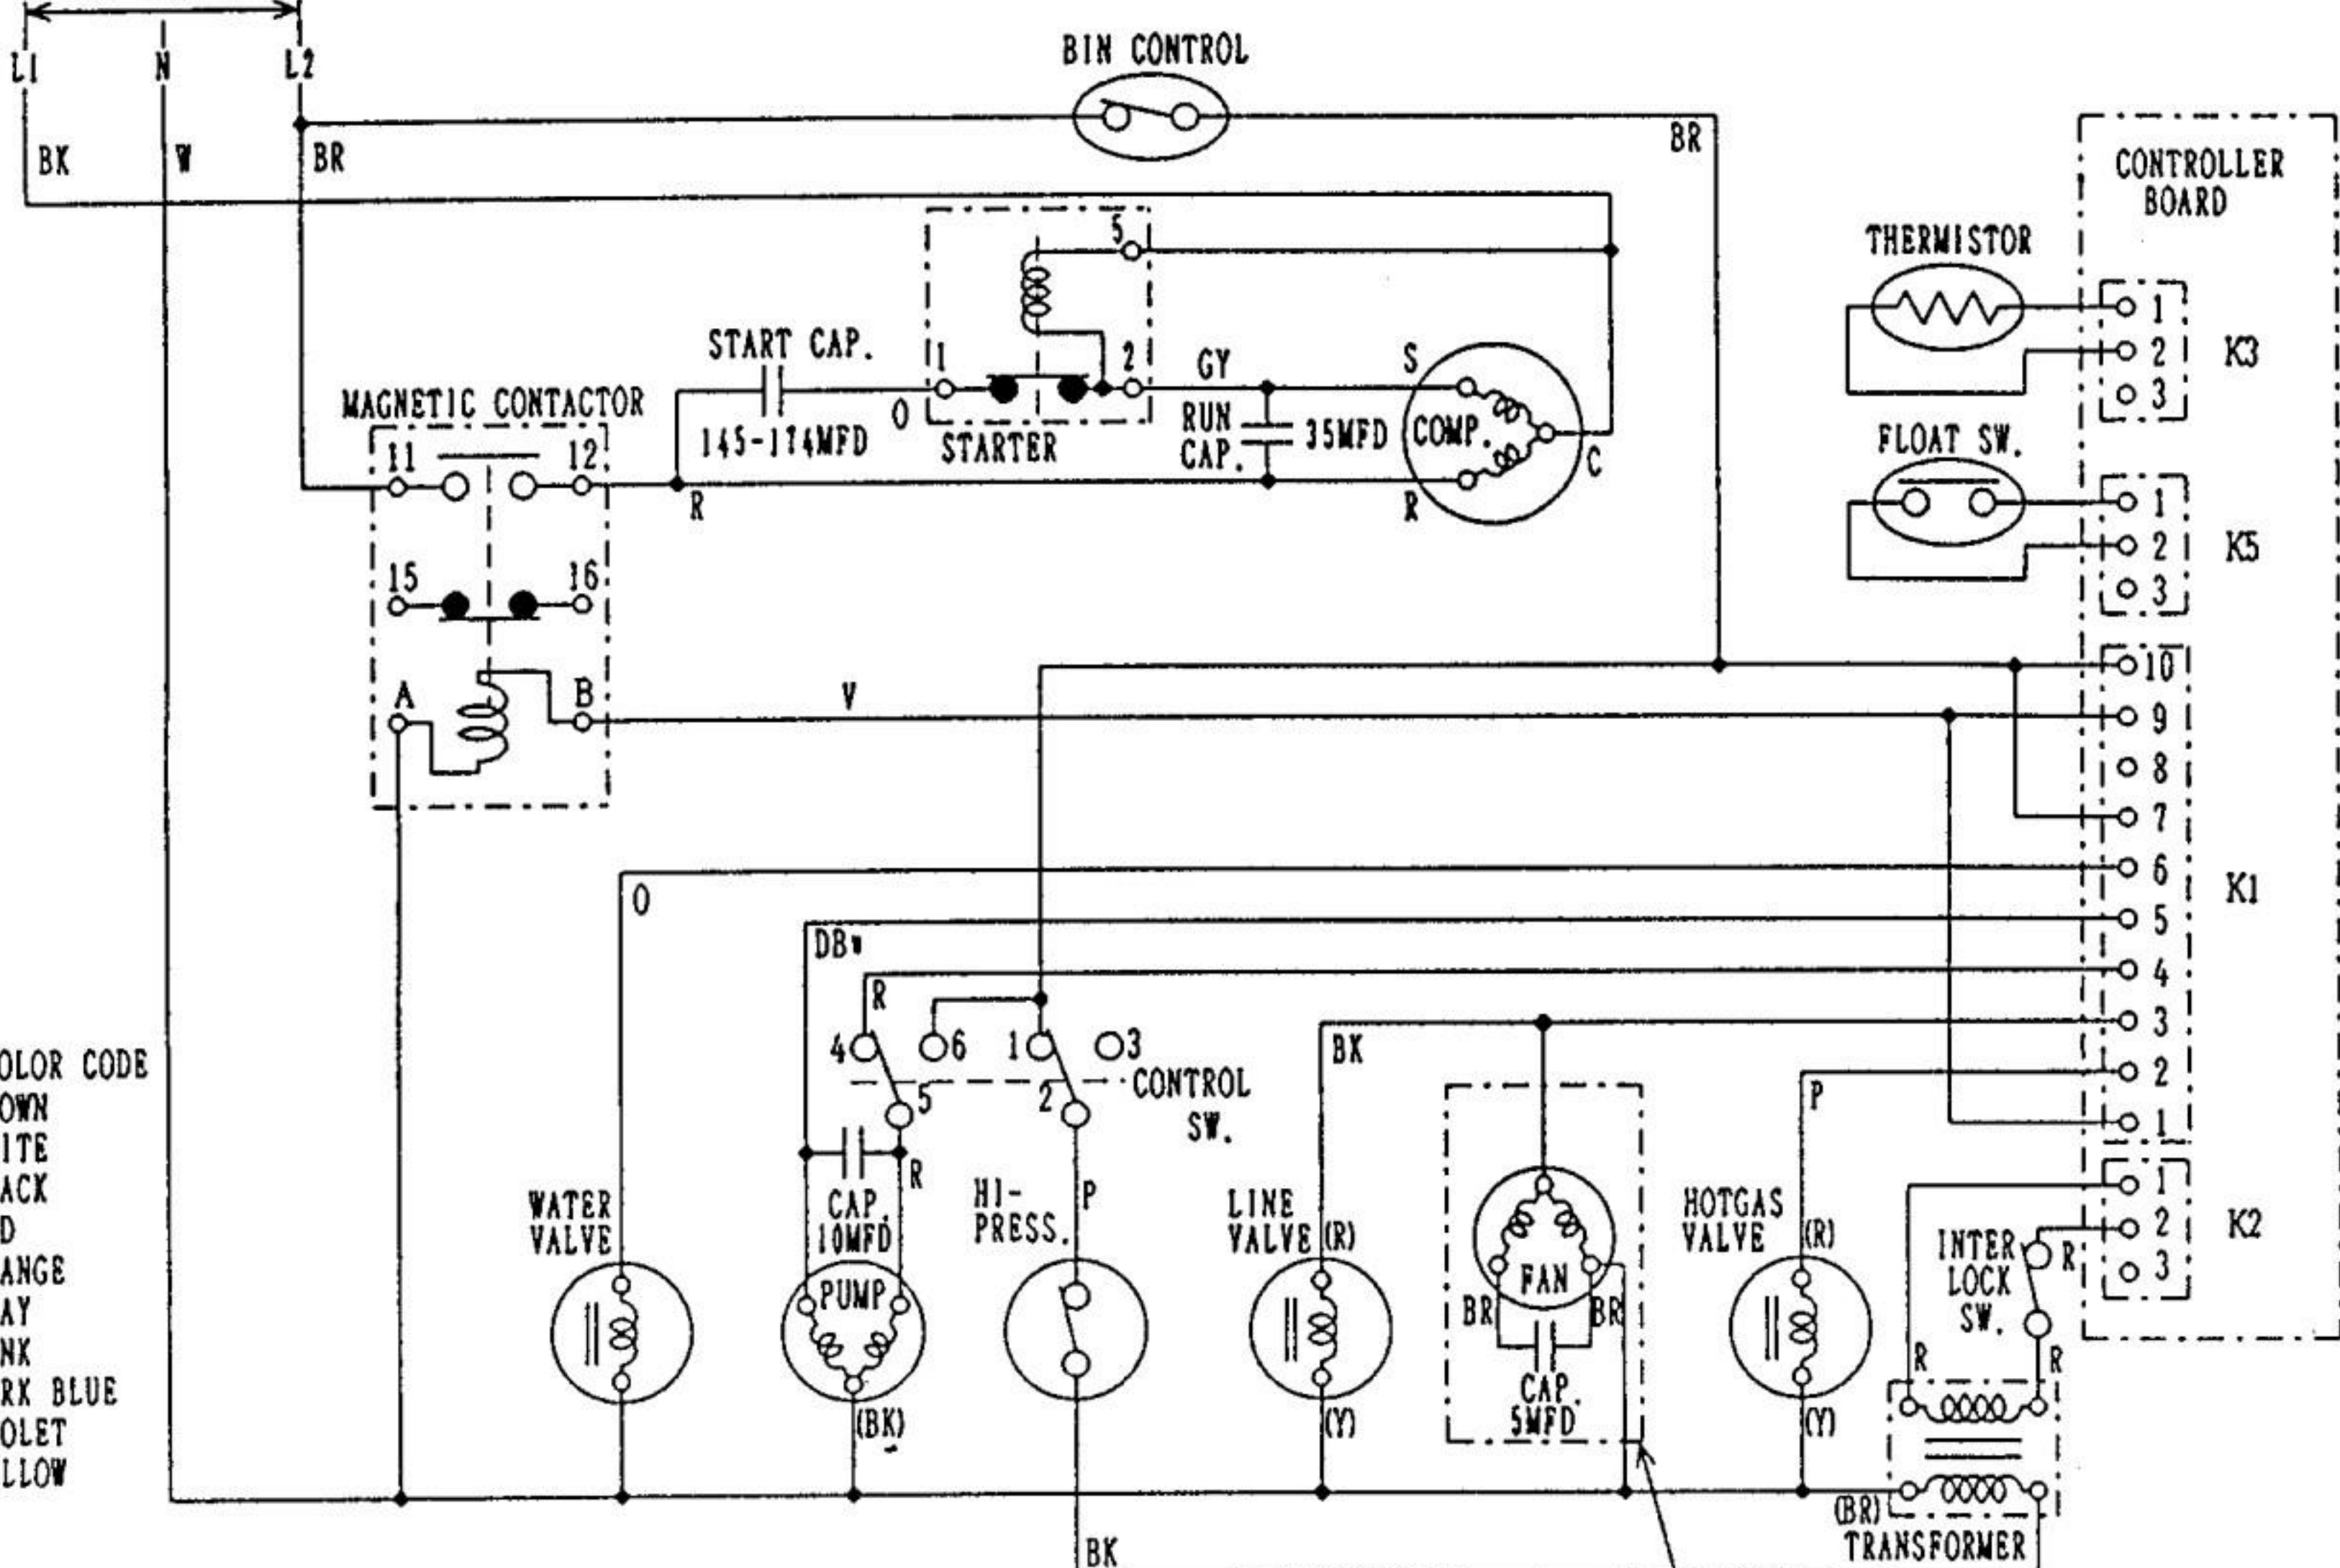 L1
N
L2
BK
W
BR
BIN CONTROL
BR
CONTROLLER
BOARD
THERMISTOR
1
2
3
K3
5
START CAP.
145-174MFD
O
1
2
STARTER
GY
RUN
CAP.
35MFD
S
COMP.
C
R
R
MAGNETIC CONTACTOR
11
12
15
16
A
B
V
FLOAT SW.
1
2
3
K5
10
9
8
7
6
5
4
3
2
1
K1
O
DBu
R
4
6
1
3
5
2
CONTROL
SW.
BK
P
WATER
VALVE
CAP.
10MFD
R
PUMP
(BK)
HI-
PRESS.
P
LINE
VALVE
(R)
(Y)
FAN
BR
BR
CAP.
5MFD
HOTGAS
VALVE
(R)
(Y)
1
2
3
K2
INTER
LOCK
SW.
R
R
R
(BR)
TRANSFORMER
BK
OLOR CODE
OWN
ITE
ACK
D
ANGE
AY
NK
RK BLUE
OLET
LLOW